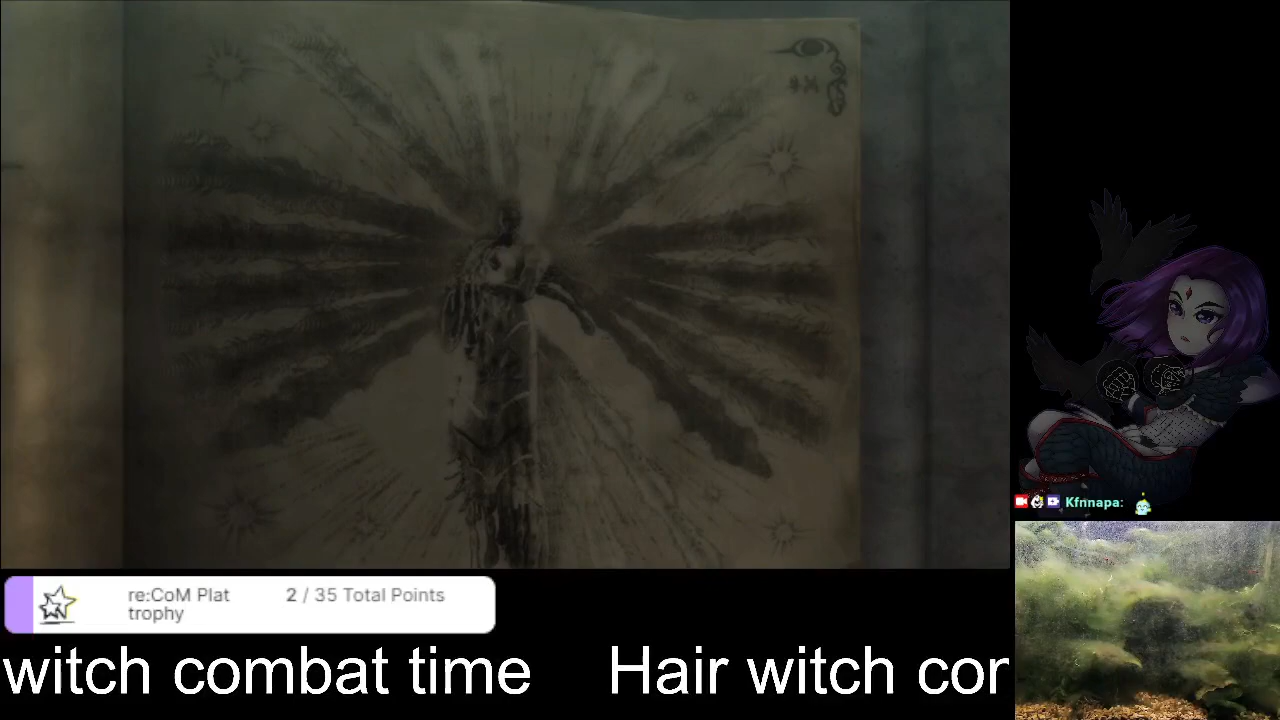 Kfnnapa:
re:CoM Plat 2 / 35 Total Points
trophy
witch combat time Hair witch cor